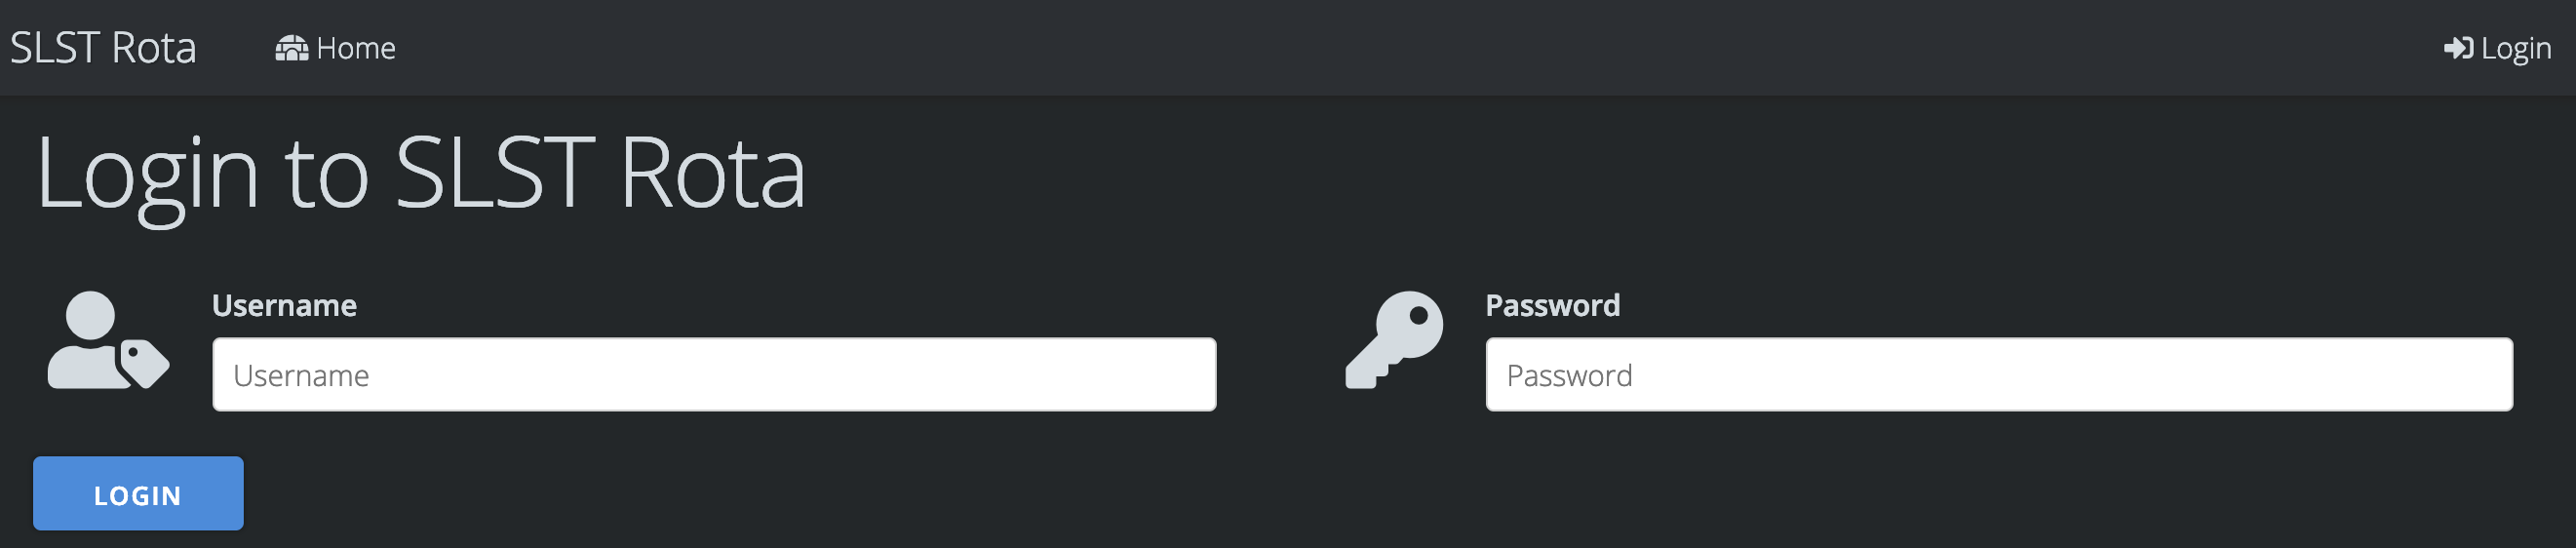 SLST Rota Home Login
Login to SLST Rota
Username Password
Username Password
LOGIN